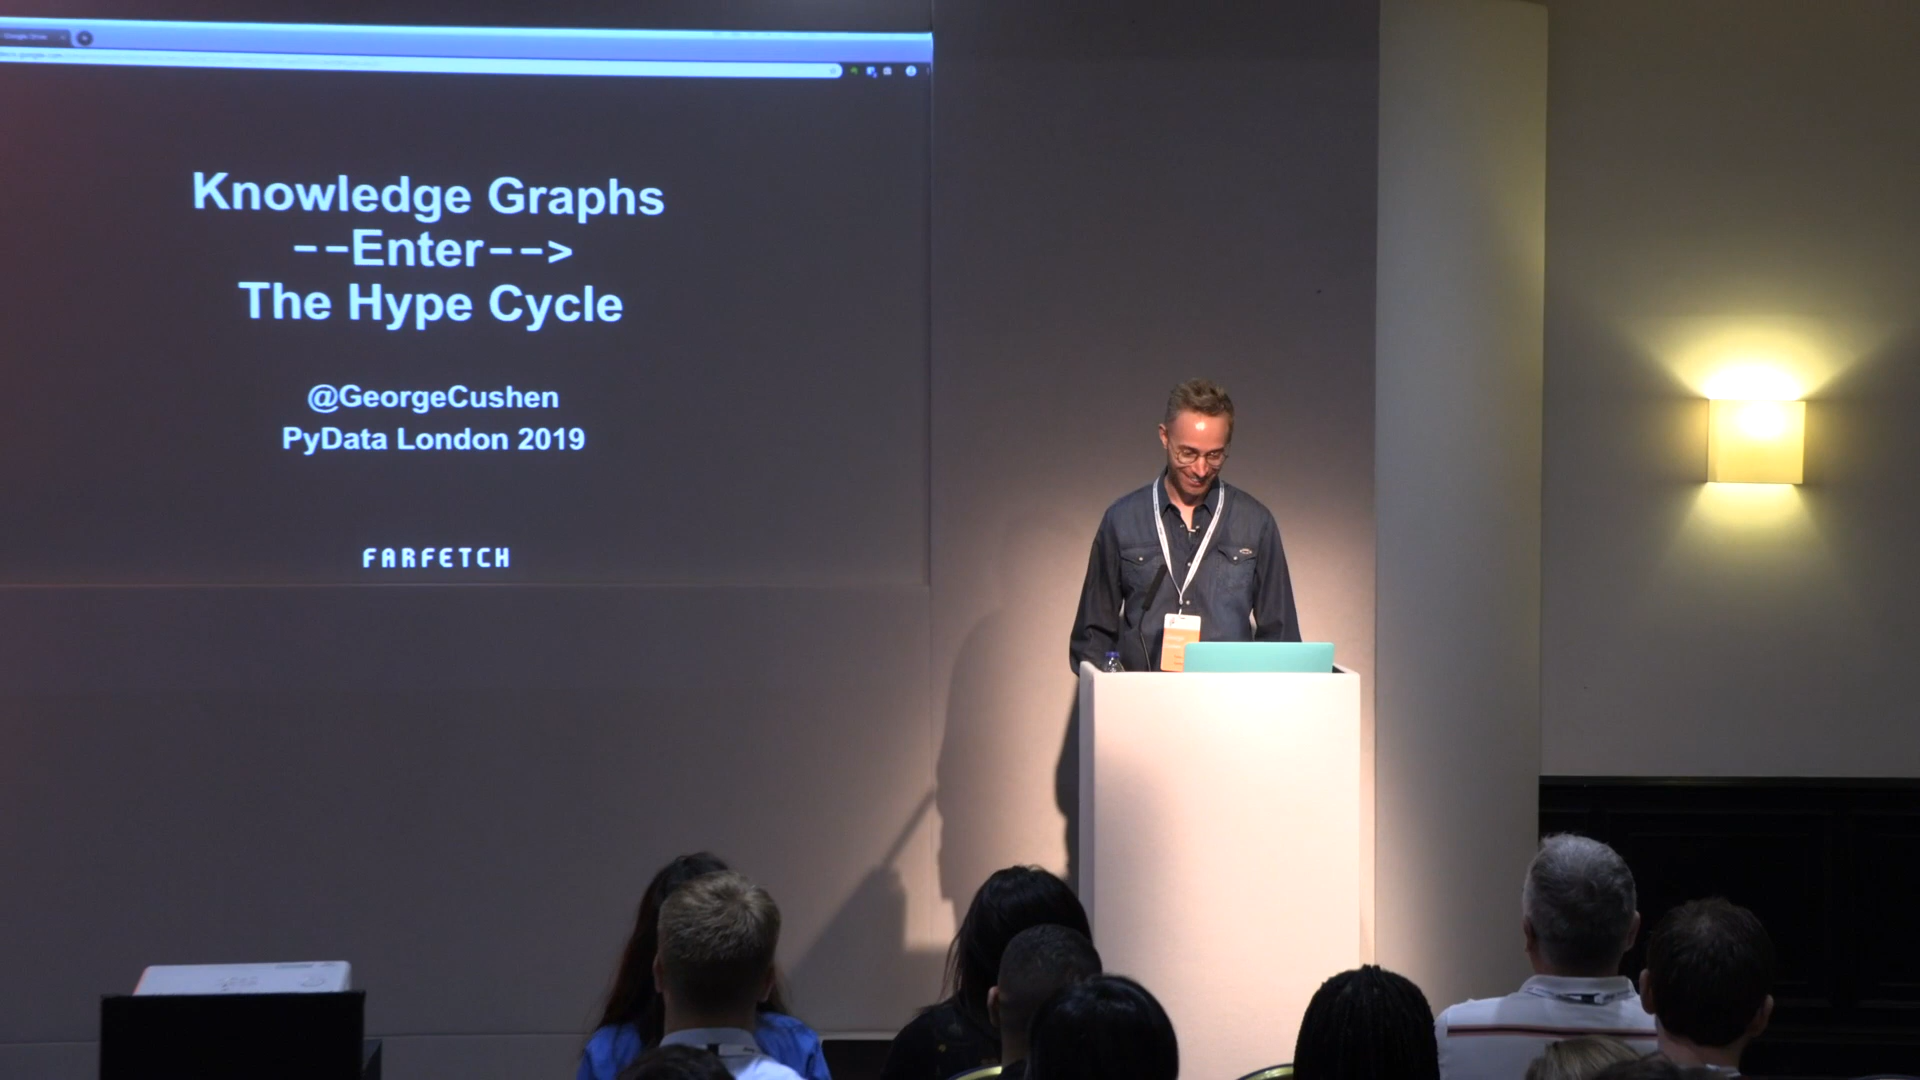 Knowledge Graphs
--Enter-->
The Hype Cycle
@GeorgeCushen
PyData London 2019
FARFETCH